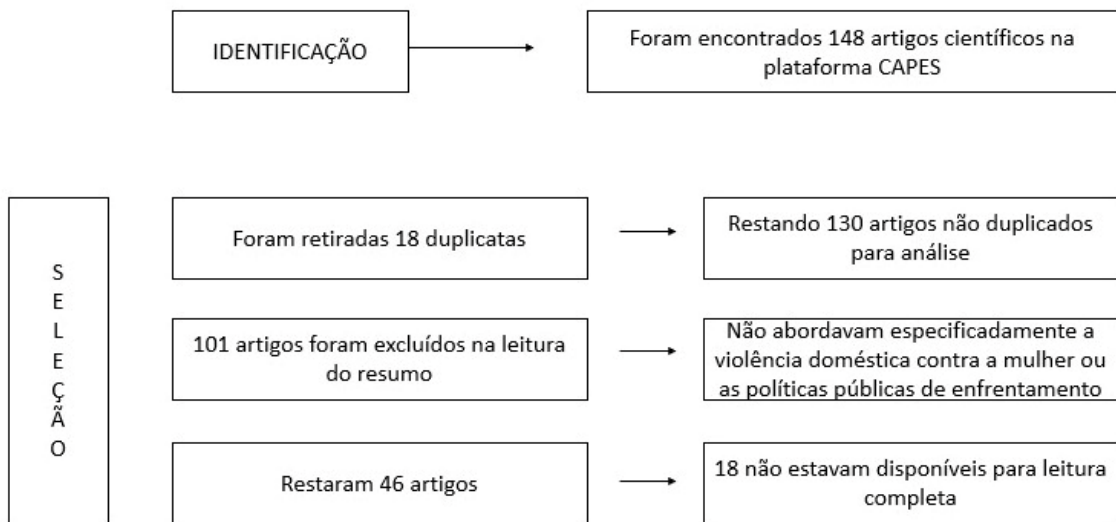 IDENTIFICAÇÃO
Foram encontrados 148 artigos científicos na
plataforma CAPES
S
E
L
E
Ç
Ã
O
Foram retiradas 18 duplicatas
Restando 130 artigos não duplicados
para análise
101 artigos foram excluídos na leitura
do resumo
Não abordavam especificadamente a
violência doméstica contra a mulher ou
as políticas públicas de enfrentamento
Restaram 46 artigos
18 não estavam disponíveis para leitura
completa